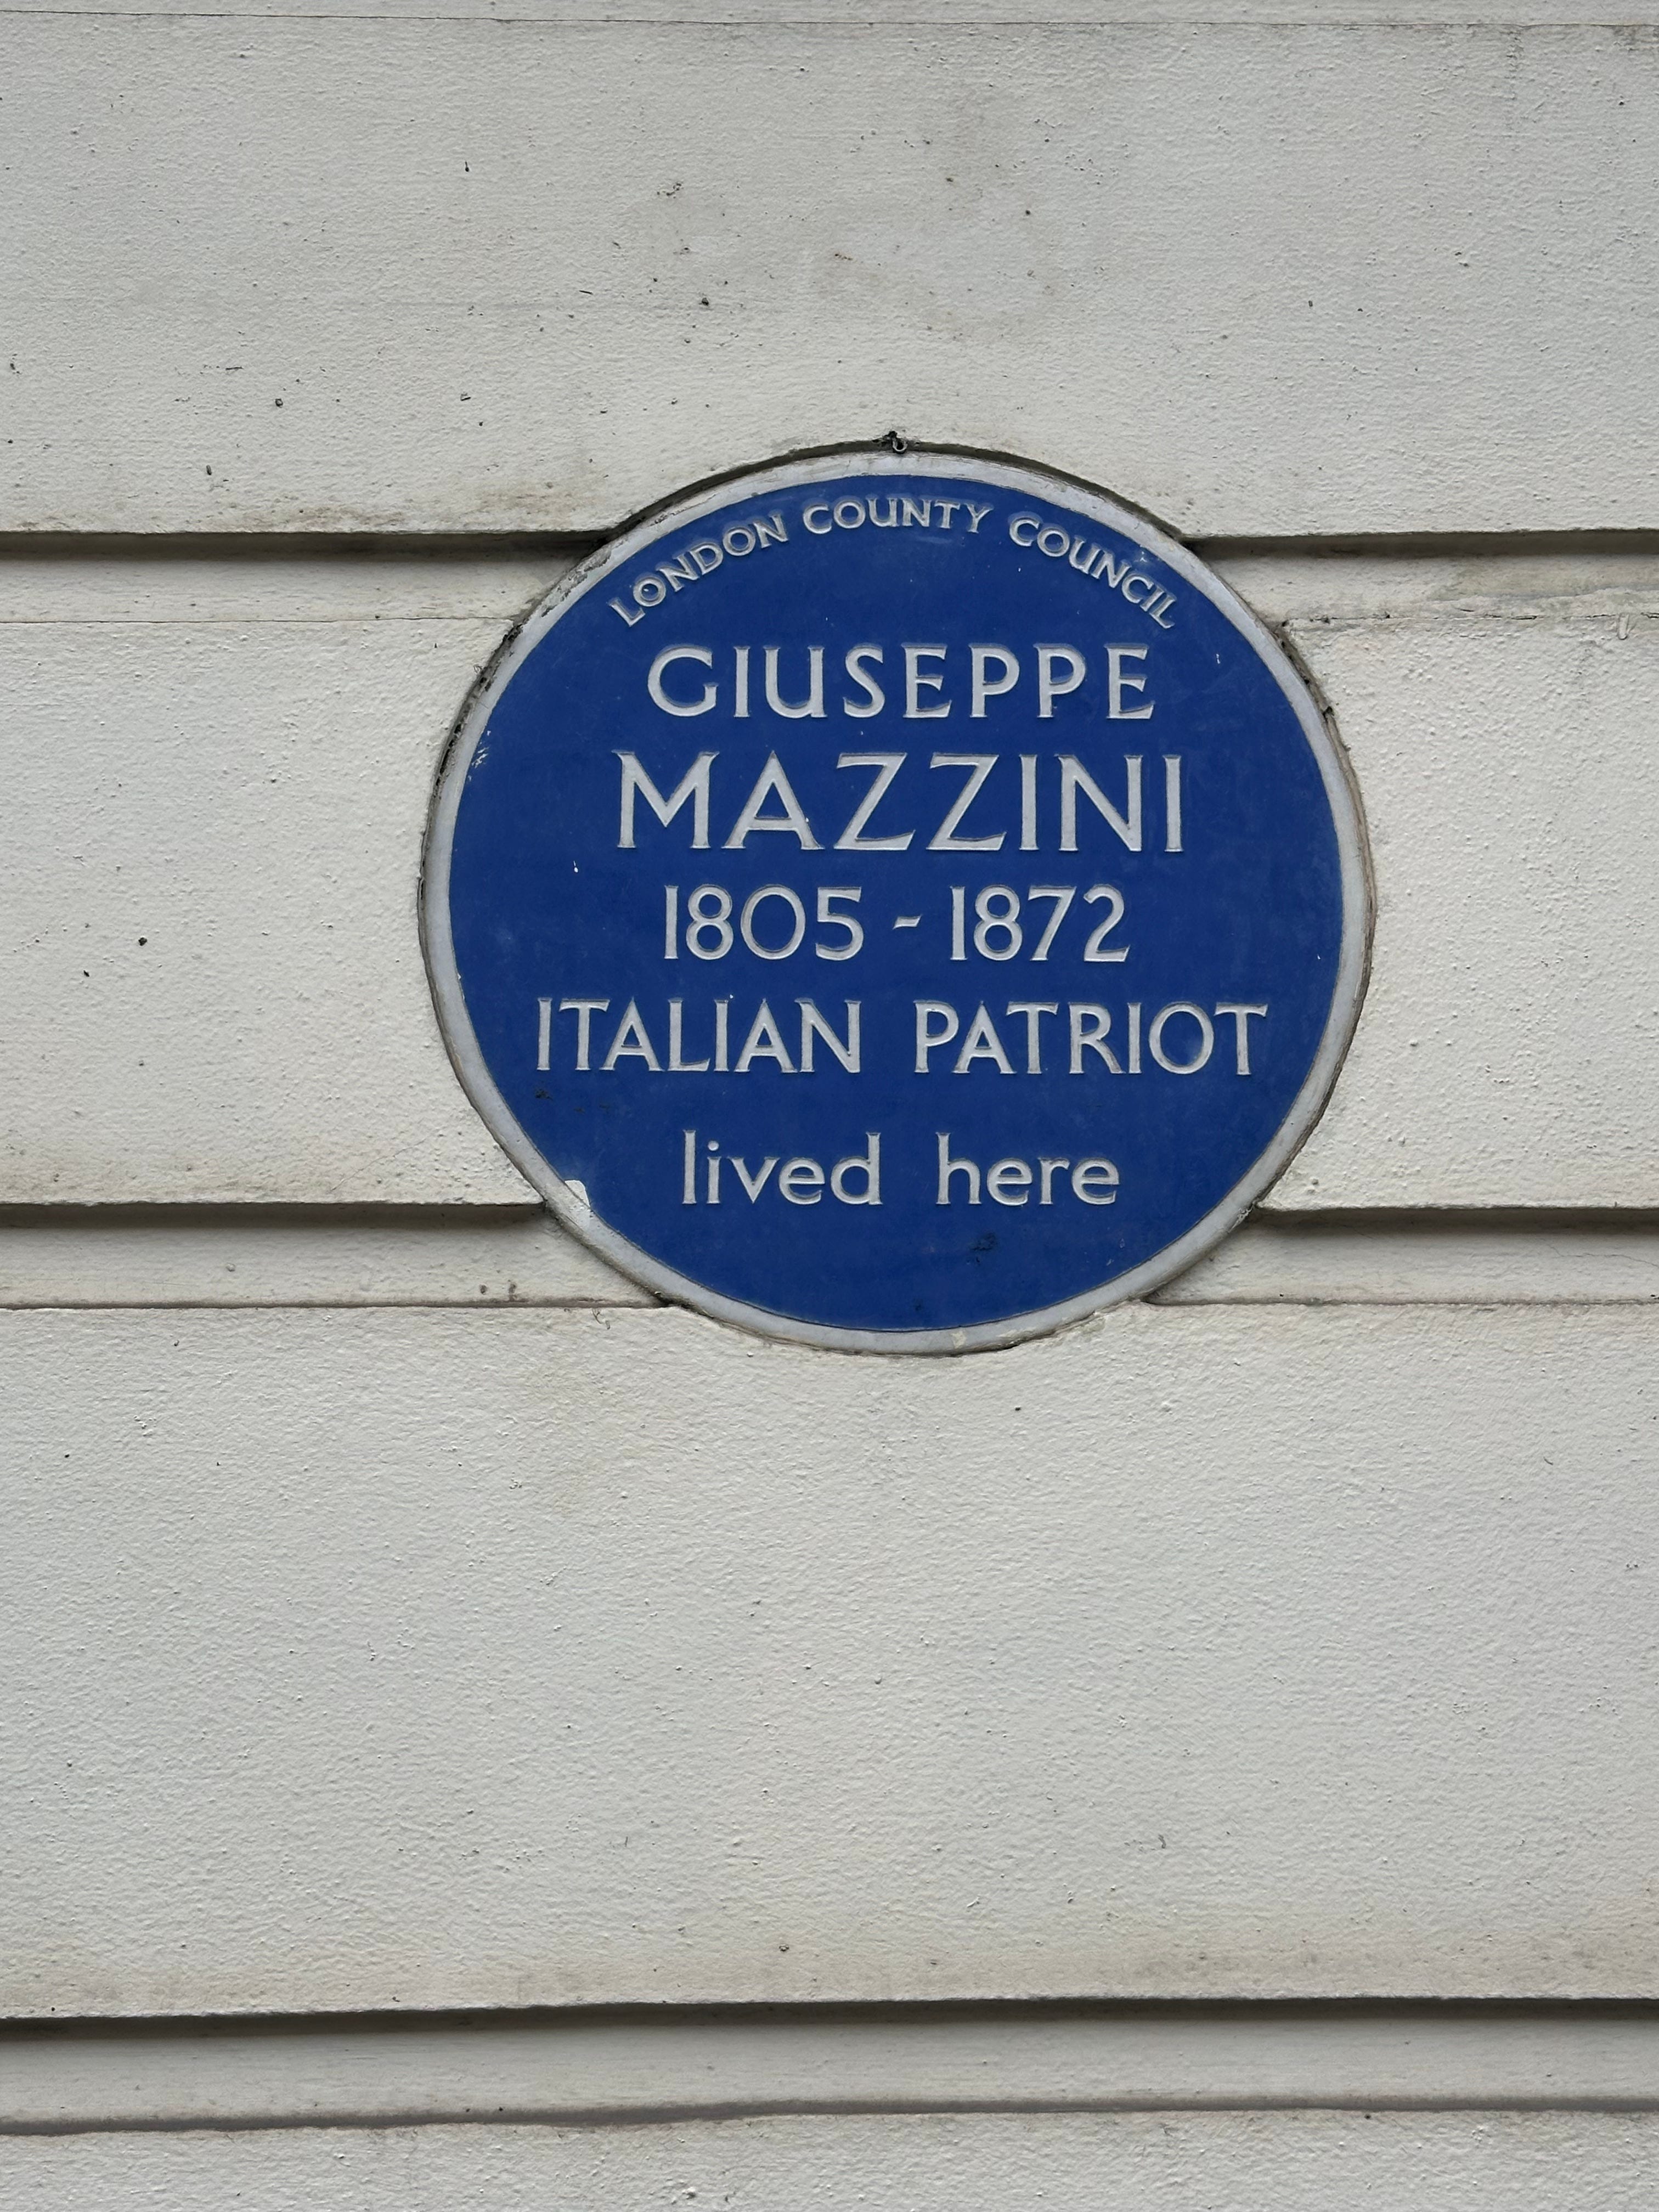 LONDON COUNTY COUNCIL
GIUSEPPE
MAZZINI
1805 - 1872
ITALIAN PATRIOT
lived here